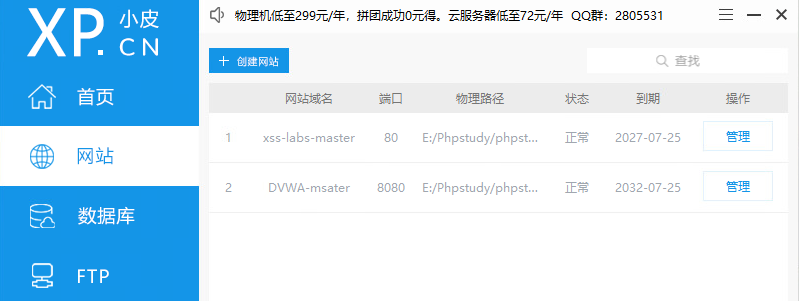 XP.小皮CN
首页
网站
数据库
FTP
物理机低至299元/年，拼团成功0元得。云服务器低至72元/年 QQ群：2805531
+ 创建网站
查找
网站域名 端口 物理路径 状态 到期 操作
1 xss-labs-master 80 E:/Phpstudy/phpst... 正常 2027-07-25 管理
2 DVWA-msater 8080 E:/Phpstudy/phpst... 正常 2032-07-25 管理